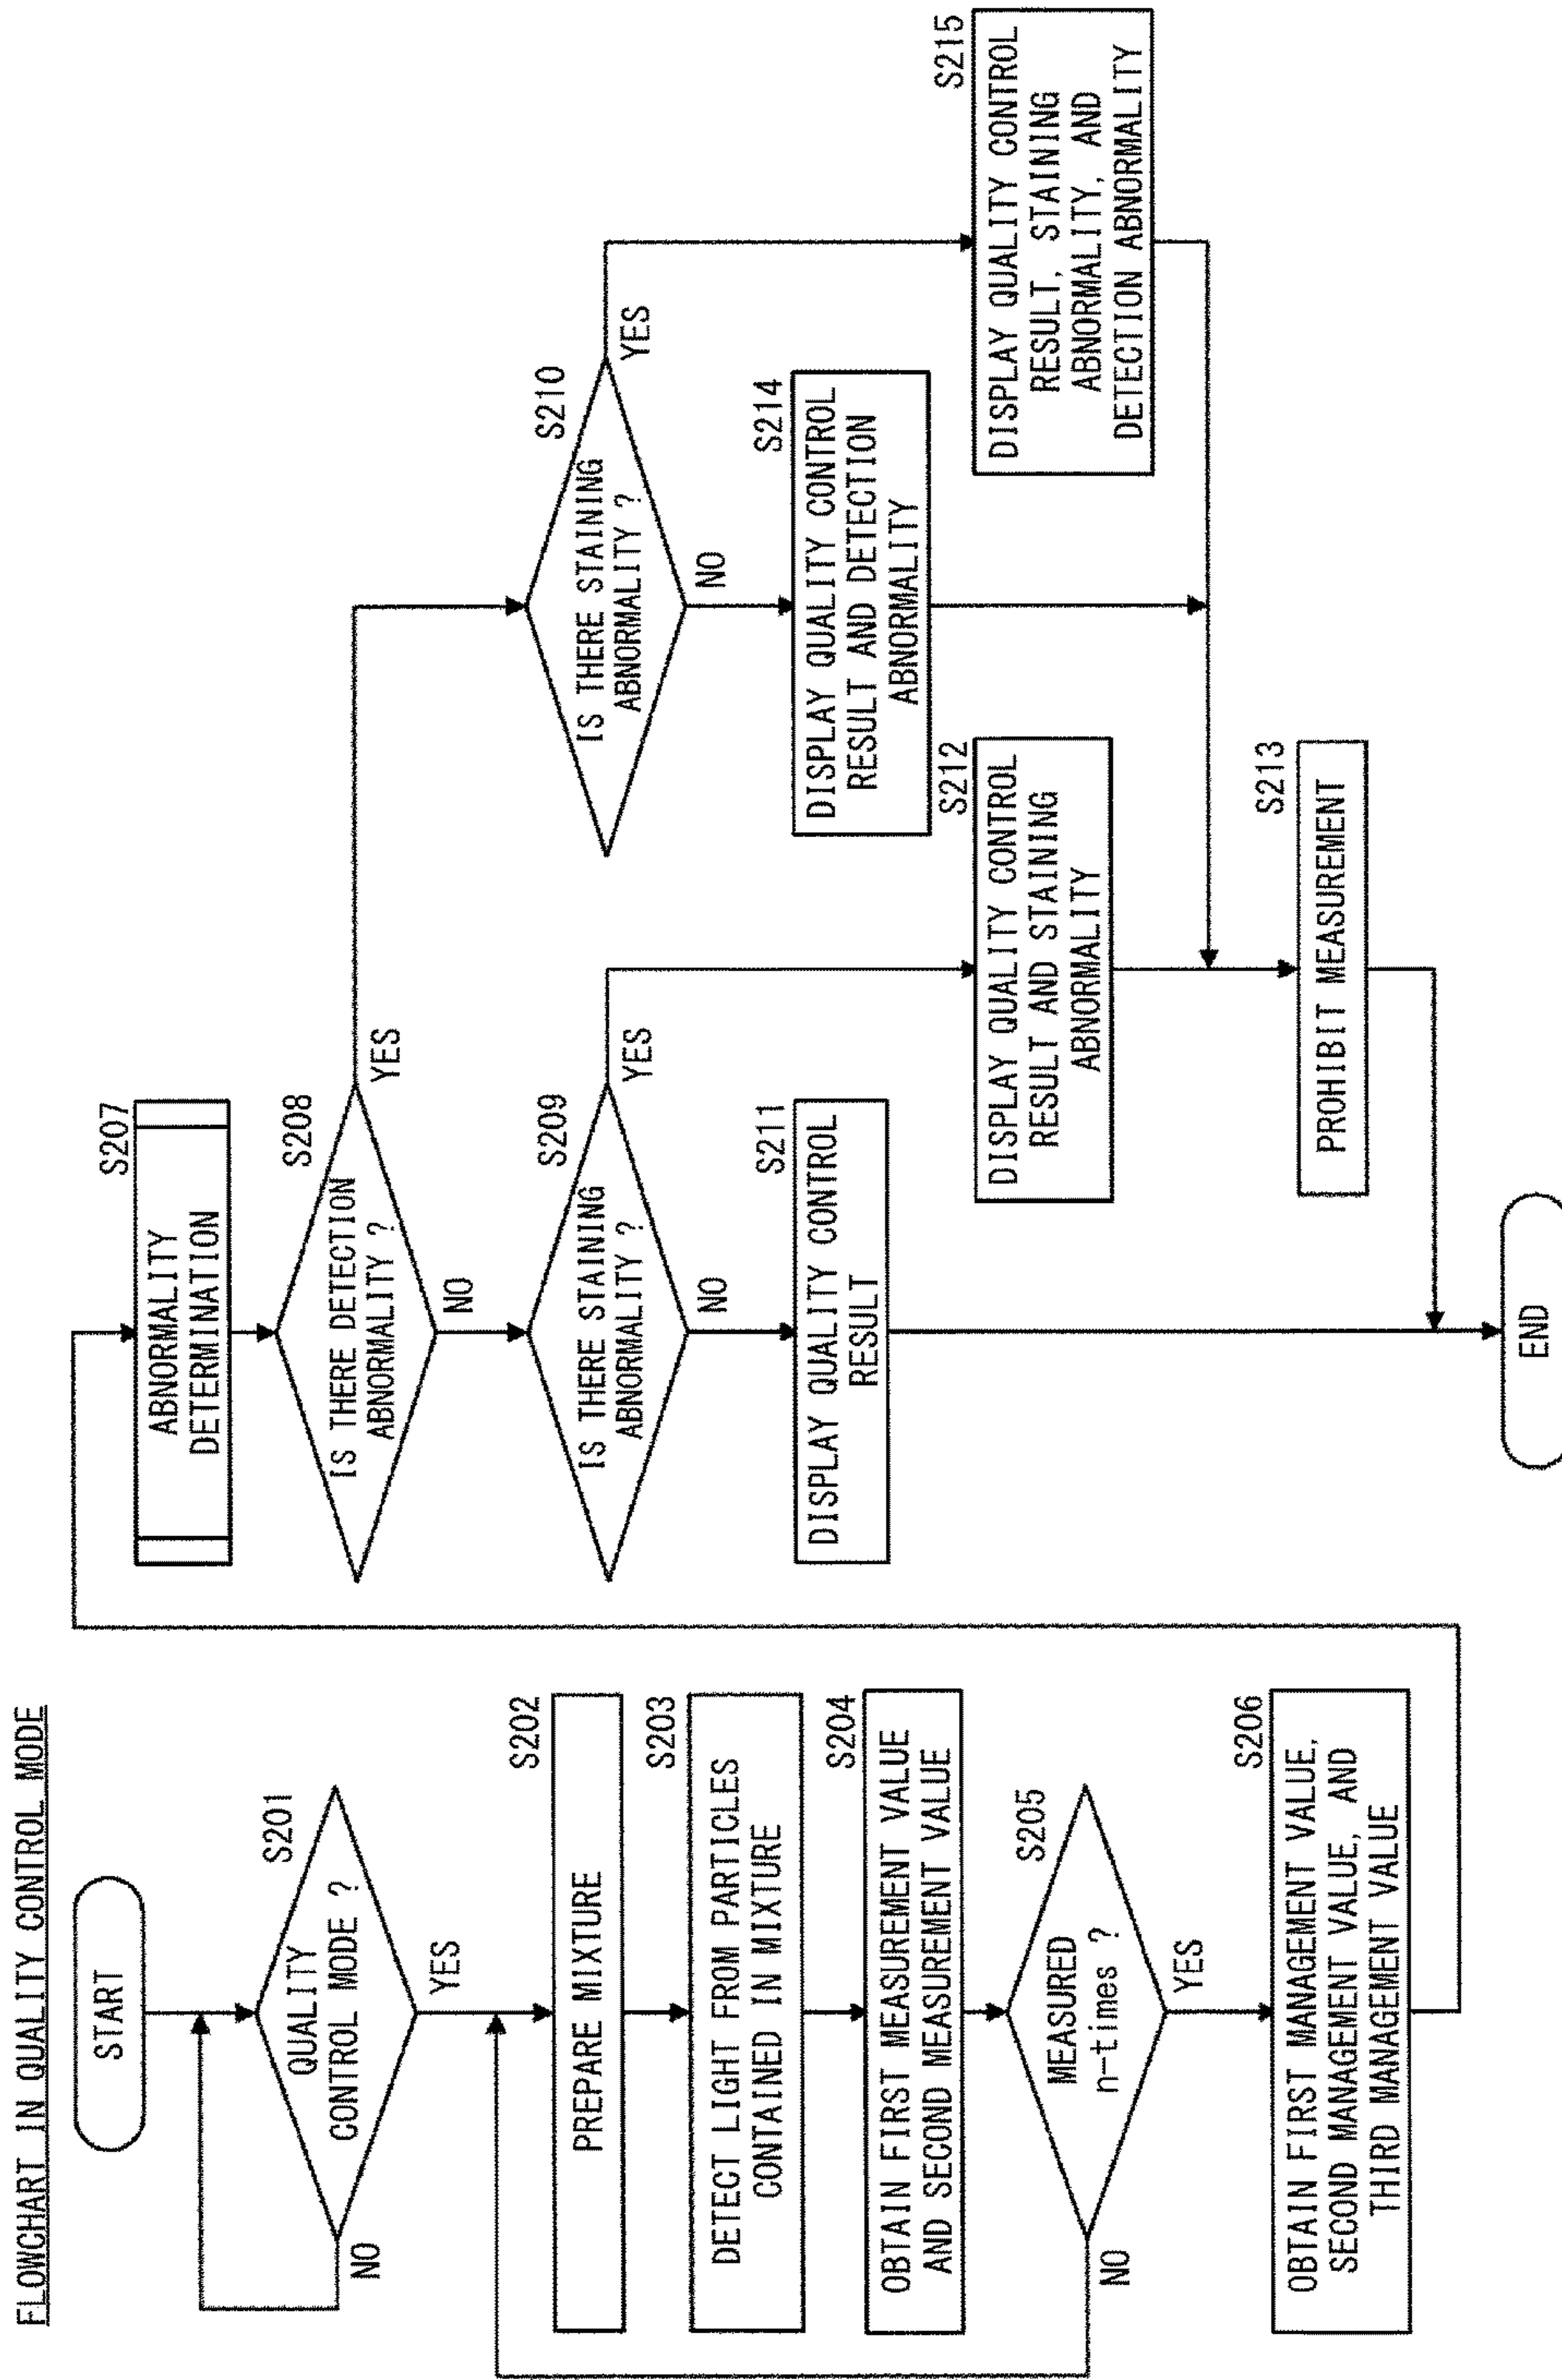 FLOWCHART IN QUALITY CONTROL MODE
START
S201
QUALITY
CONTROL MODE ?
NO
YES
S202
PREPARE MIXTURE
S203
DETECT LIGHT FROM PARTICLES
CONTAINED IN MIXTURE
S204
OBTAIN FIRST MEASUREMENT VALUE
AND SECOND MEASUREMENT VALUE
S205
MEASURED
n-times ?
NO
YES
S206
OBTAIN FIRST MANAGEMENT VALUE,
SECOND MANAGEMENT VALUE, AND
THIRD MANAGEMENT VALUE
S207
ABNORMALITY
DETERMINATION
S208
IS THERE DETECTION
ABNORMALITY ?
YES
NO
S209
IS THERE STAINING
ABNORMALITY ?
YES
NO
S210
IS THERE STAINING
ABNORMALITY ?
YES
NO
S211
DISPLAY QUALITY CONTROL
RESULT
S212
DISPLAY QUALITY CONTROL
RESULT AND STAINING
ABNORMALITY
S213
PROHIBIT MEASUREMENT
S214
DISPLAY QUALITY CONTROL
RESULT AND DETECTION
ABNORMALITY
S215
DISPLAY QUALITY CONTROL
RESULT, STAINING
ABNORMALITY, AND
DETECTION ABNORMALITY
END